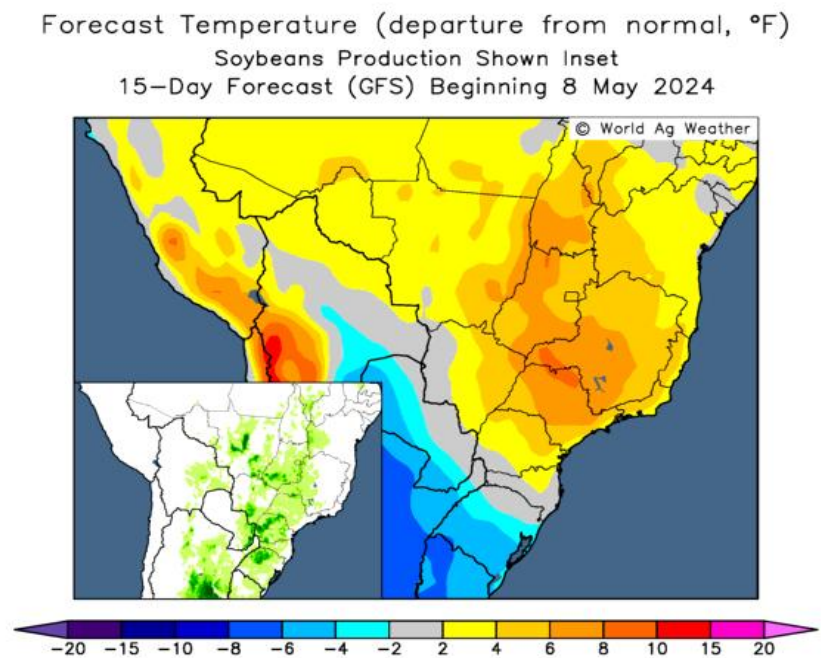 Forecast Temperature (departure from normal, °F)
Soybeans Production Shown Inset
15-Day Forecast (GFS) Beginning 8 May 2024
© World Ag Weather
-20 -15 -10 -8 -6 -4 -2 2 4 6 8 10 15 20